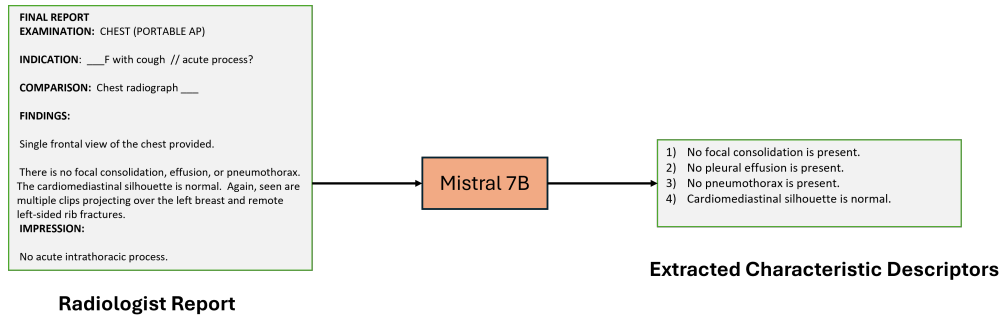 FINAL REPORT
EXAMINATION: CHEST (PORTABLE AP)
INDICATION: ___F with cough // acute process?
COMPARISON: Chest radiograph ___
FINDINGS:
Single frontal view of the chest provided.
There is no focal consolidation, effusion, or pneumothorax.
The cardiomediastinal silhouette is normal. Again, seen are
multiple clips projecting over the left breast and remote
left-sided rib fractures.
IMPRESSION:
No acute intrathoracic process.
Radiologist Report
Mistral 7B
1) No focal consolidation is present.
2) No pleural effusion is present.
3) No pneumothorax is present.
4) Cardiomediastinal silhouette is normal.
Extracted Characteristic Descriptors